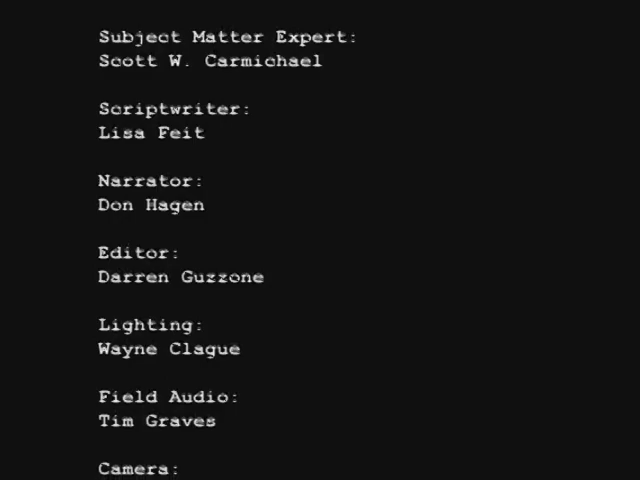 Subject Matter Expert:
Scott W. Carmichael
Scriptwriter:
Lisa Feit
Narrator:
Don Hagen
Editor:
Darren Guzzone
Lighting:
Wayne Clague
Field Audio:
Tim Graves
Camera: